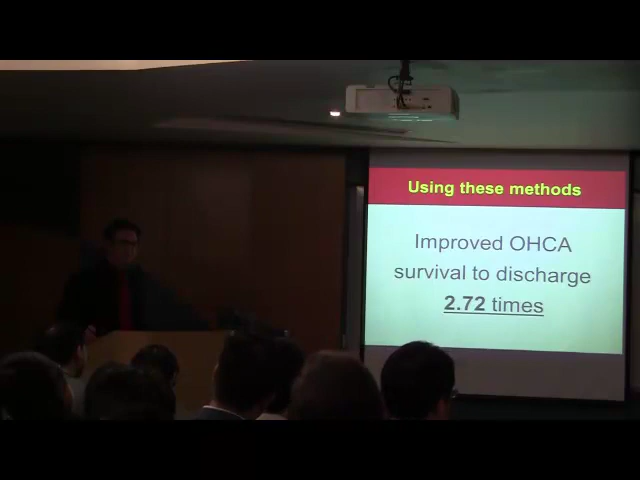 Using these methods
Improved OHCA
survival to discharge
2.72 times